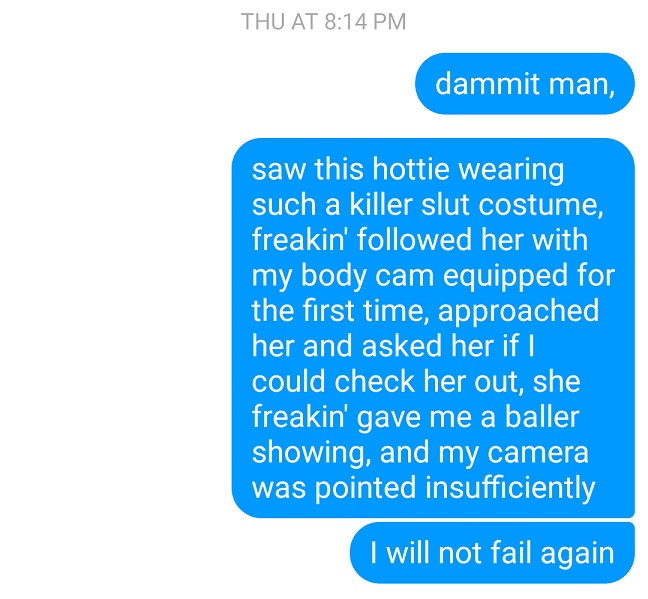 THU AT 8:14 PM
dammit man,
saw this hottie wearing
such a killer slut costume,
freakin' followed her with
my body cam equipped for
the first time, approached
her and asked her if I
could check her out, she
freakin' gave me a baller
showing, and my camera
was pointed insufficiently
I will not fail again